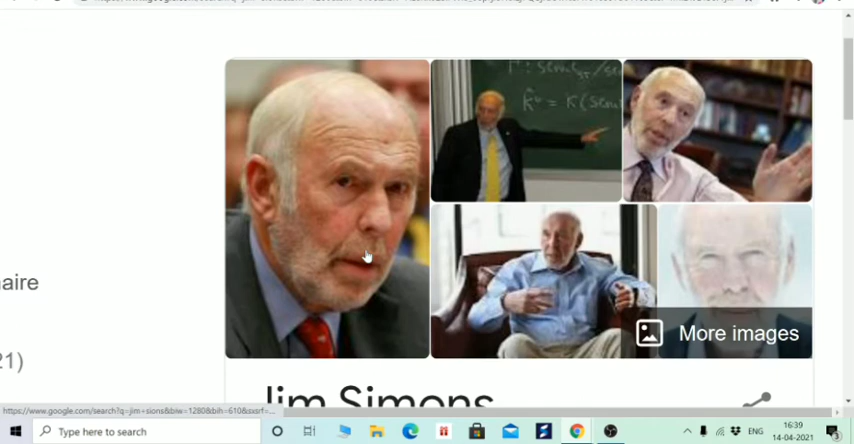 aire
21)
More images
Jim Simons
https://www.google.com/search?q=jim+sions&biw=1280&bih=610&sxsrf=...
Type here to search
ENG
16:39
14-04-2021
3